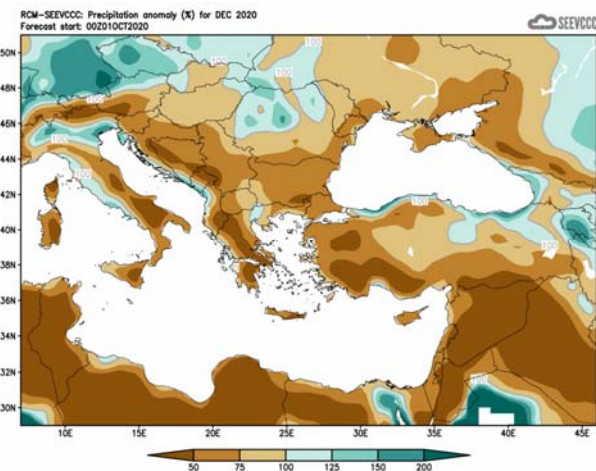 RCM-SEEVCCC: Precipitation anomaly (%) for DEC 2020
Forecast start: 00Z01OCT2020
SEEVCCC
50N
48N
46N
44N
42N
40N
38N
36N
34N
32N
30N
100
100
100
100
100
100
100
100
100
10E
15E
20E
25E
30E
35E
40E
45E
50
75
100
125
150
200